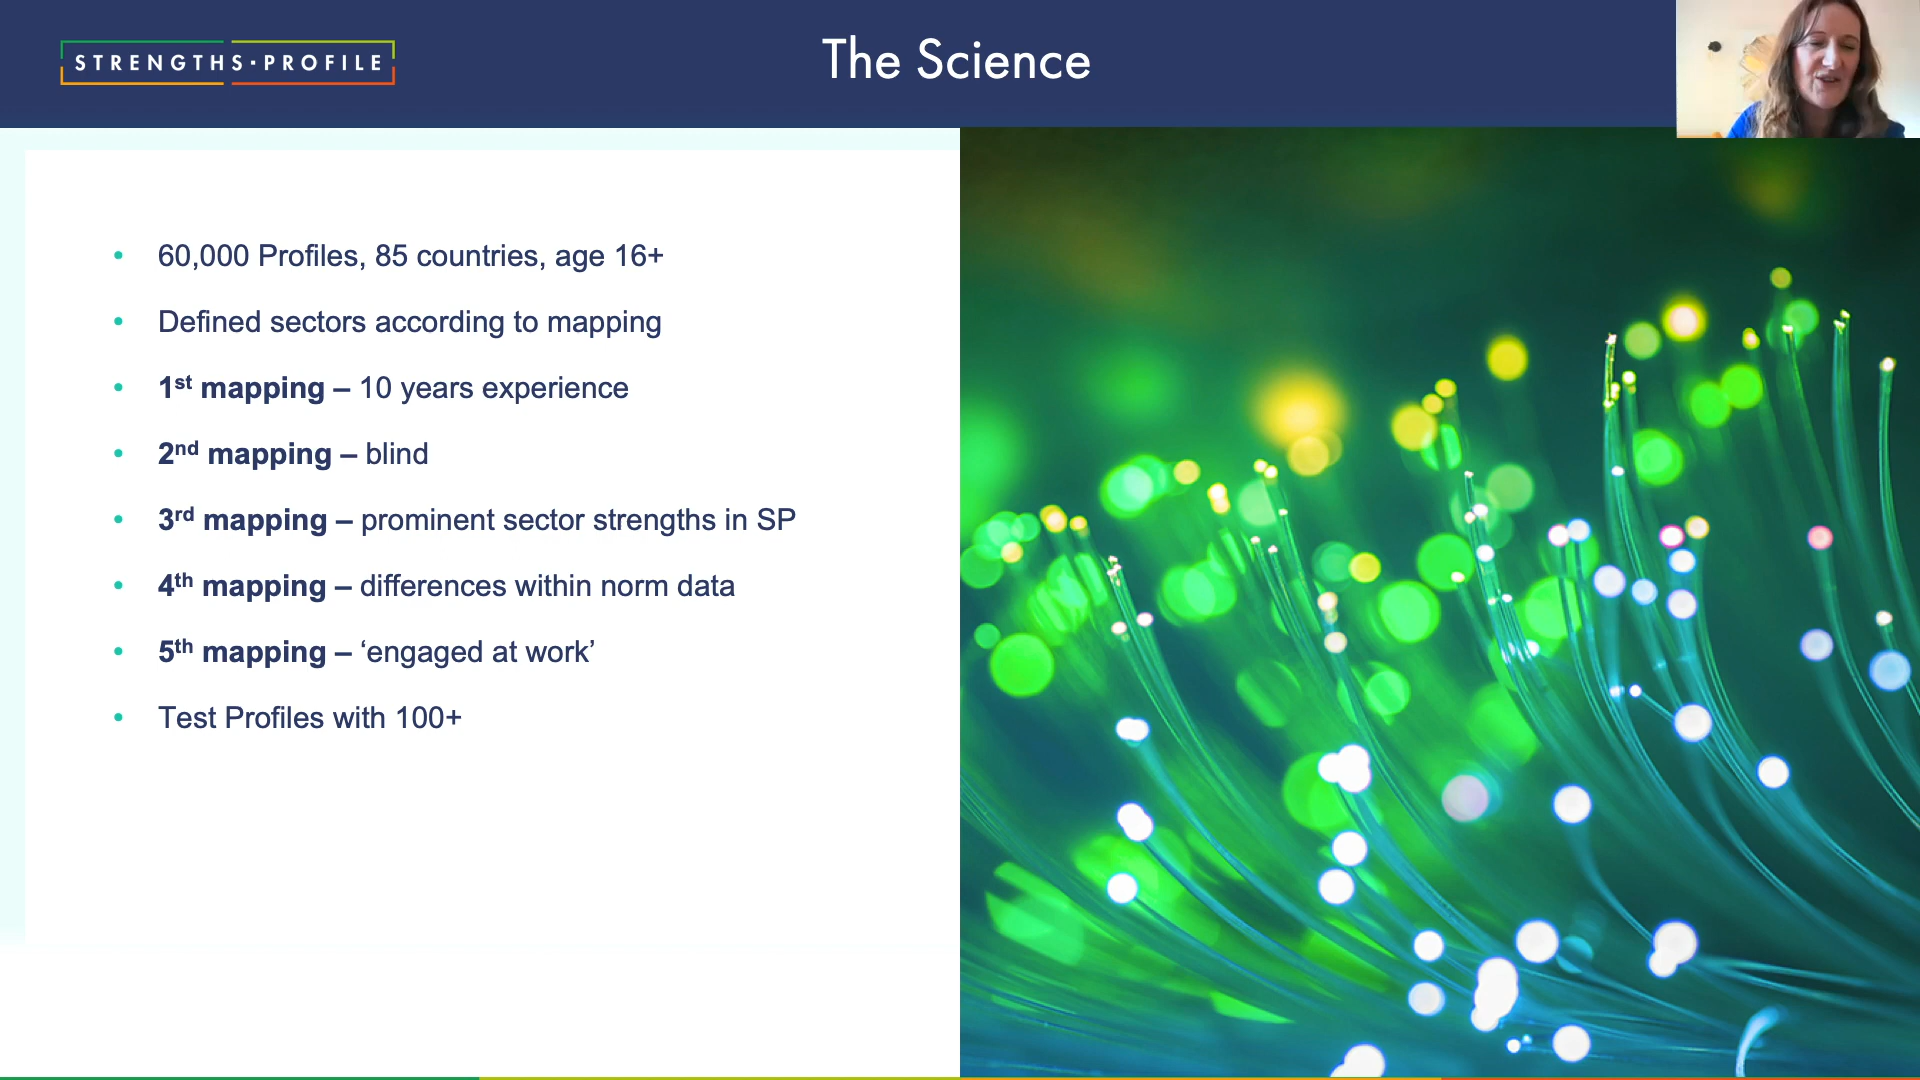 STRENGTHS·PROFILE
The Science
• 60,000 Profiles, 85 countries, age 16+
• Defined sectors according to mapping
• 1st mapping – 10 years experience
• 2nd mapping – blind
• 3rd mapping – prominent sector strengths in SP
• 4th mapping – differences within norm data
• 5th mapping – ‘engaged at work’
• Test Profiles with 100+